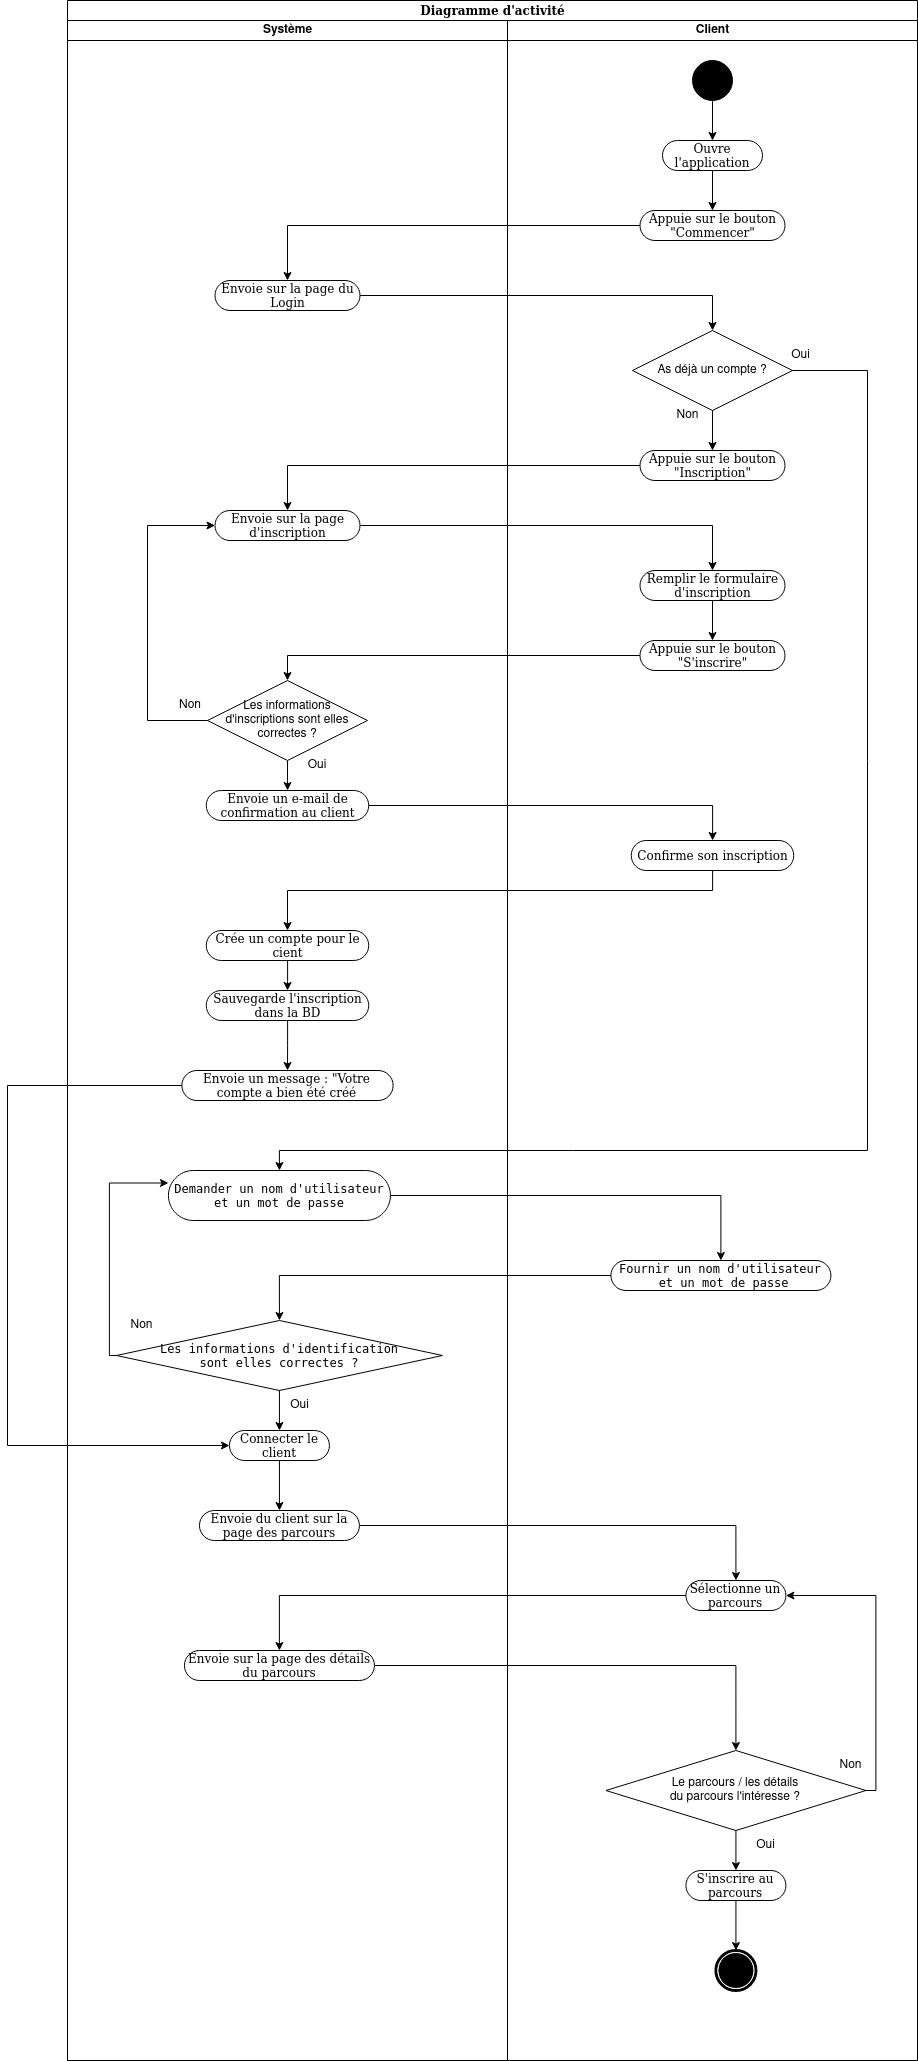 Diagramme d'activité
Système
Client
Ouvre
l'application
Appuie sur le bouton
"Commencer"
Envoie sur la page du
Login
As déjà un compte ?
Oui
Non
Appuie sur le bouton
"Inscription"
Envoie sur la page
d'inscription
Remplir le formulaire
d'inscription
Appuie sur le bouton
"S'inscrire"
Les informations
d'inscriptions sont elles
correctes ?
Non
Oui
Envoie un e-mail de
confirmation au client
Confirme son inscription
Crée un compte pour le
cient
Sauvegarde l'inscription
dans la BD
Envoie un message : "Votre
compte a bien été créé
Demander un nom d'utilisateur
et un mot de passe
Fournir un nom d'utilisateur
et un mot de passe
Non
Les informations d'identification
sont elles correctes ?
Oui
Connecter le
client
Envoie du client sur la
page des parcours
Sélectionne un
parcours
Envoie sur la page des détails
du parcours
Non
Le parcours / les détails
du parcours l'intéresse ?
Oui
S'inscrire au
parcours